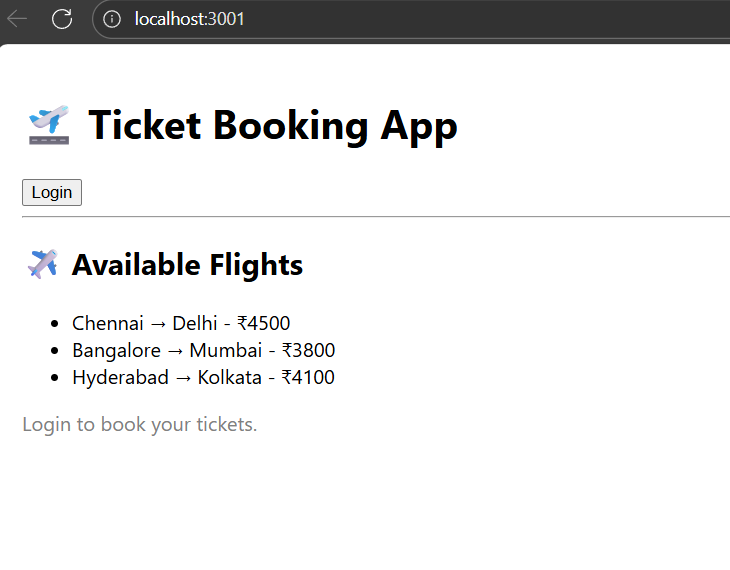 localhost:3001
Ticket Booking App
Login
Available Flights
Chennai → Delhi - ₹4500
Bangalore → Mumbai - ₹3800
Hyderabad → Kolkata - ₹4100
Login to book your tickets.